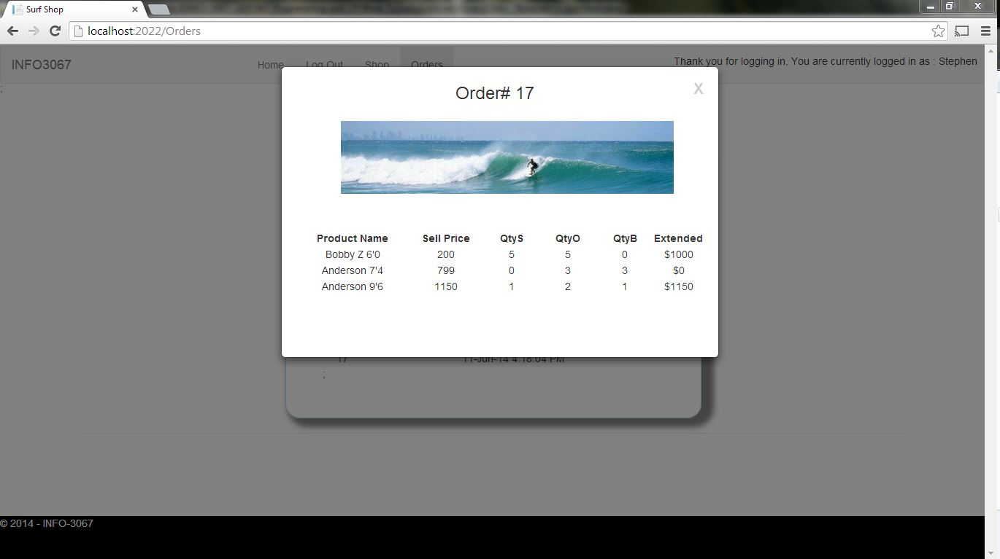 Surf Shop
localhost:2022/Orders
INFO3067 Home Log Out Shop Orders Thank you for logging in, You are currently logged in as : Stephen
;
Order# 17 X
Product Name Sell Price QtyS QtyO QtyB Extended
Bobby Z 6'0 200 5 5 0 $1000
Anderson 7'4 799 0 3 3 $0
Anderson 9'6 1150 1 2 1 $1150
17 11-Jun-14 4:18:04 PM
;
© 2014 - INFO-3067